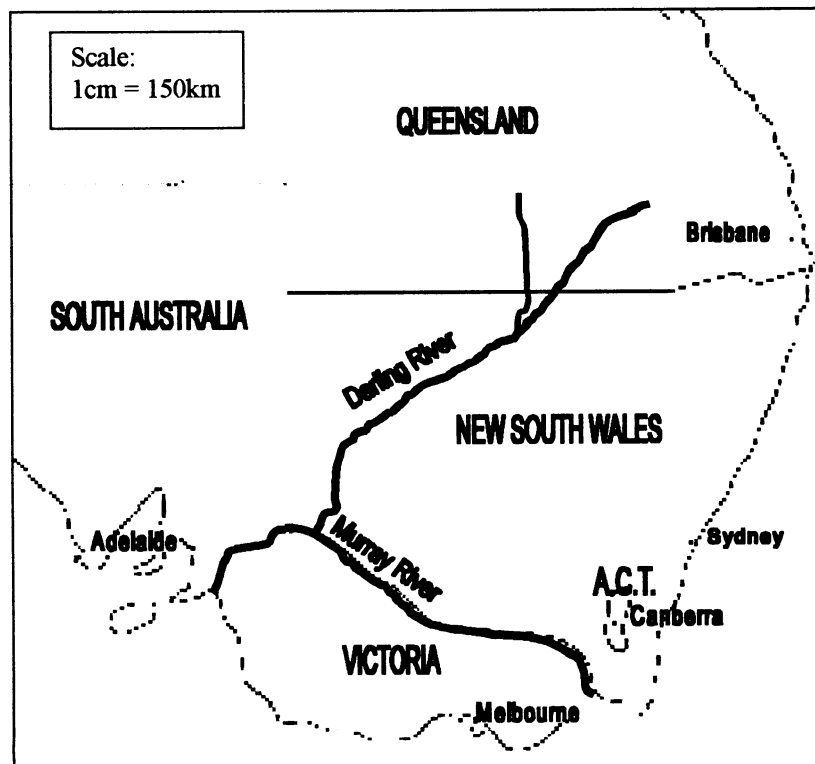 Scale:
1cm = 150km
QUEENSLAND
Brisbane
SOUTH AUSTRALIA
Darling River
NEW SOUTH WALES
Adelaide
Murray River
Sydney
A.C.T.
Canberra
VICTORIA
Melbourne